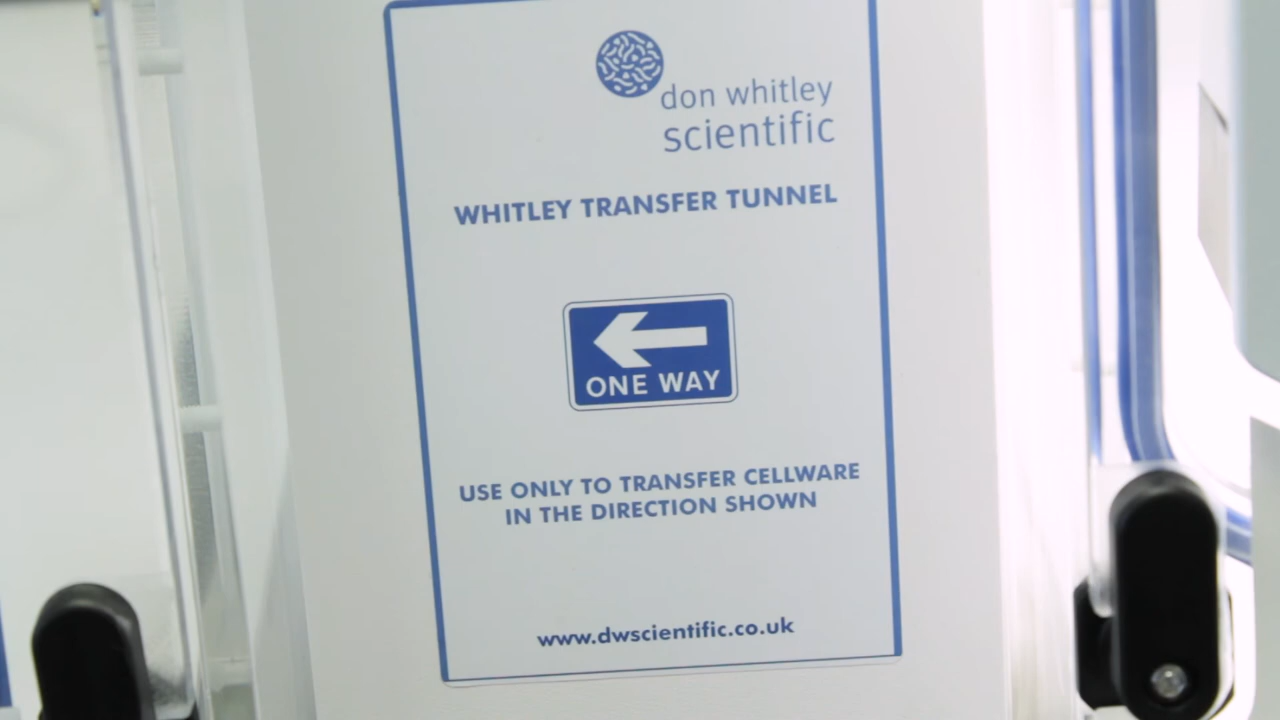 don whitley
scientific
WHITLEY TRANSFER TUNNEL
ONE WAY
USE ONLY TO TRANSFER CELLWARE
IN THE DIRECTION SHOWN
www.dwscientific.co.uk